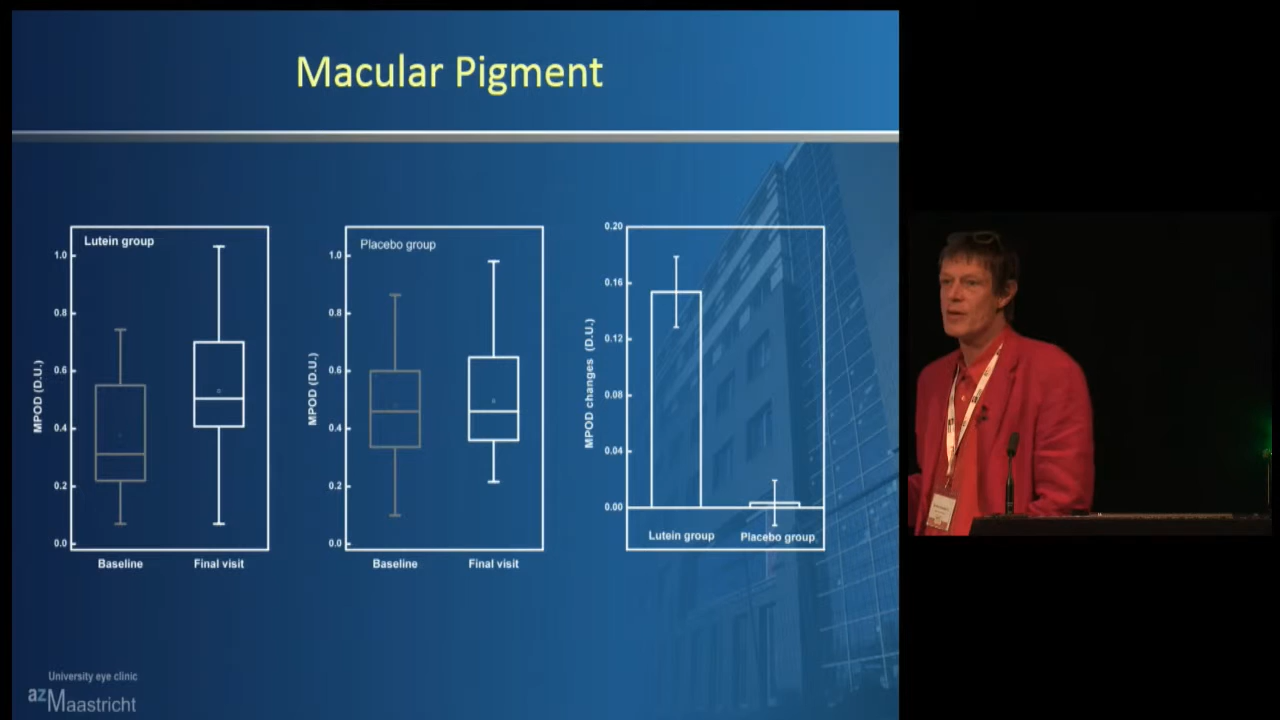 Macular Pigment
Lutein group
1.0
0.8
0.6
0.4
0.2
0.0
MPOD (D.U.)
Baseline
Final visit
Placebo group
1.0
0.8
0.6
0.4
0.2
0.0
MPOD (D.U.)
Baseline
Final visit
0.20
0.16
0.12
0.08
0.04
0.00
MPOD changes (D.U.)
Lutein group
Placebo group
University eye clinic
azMaastricht